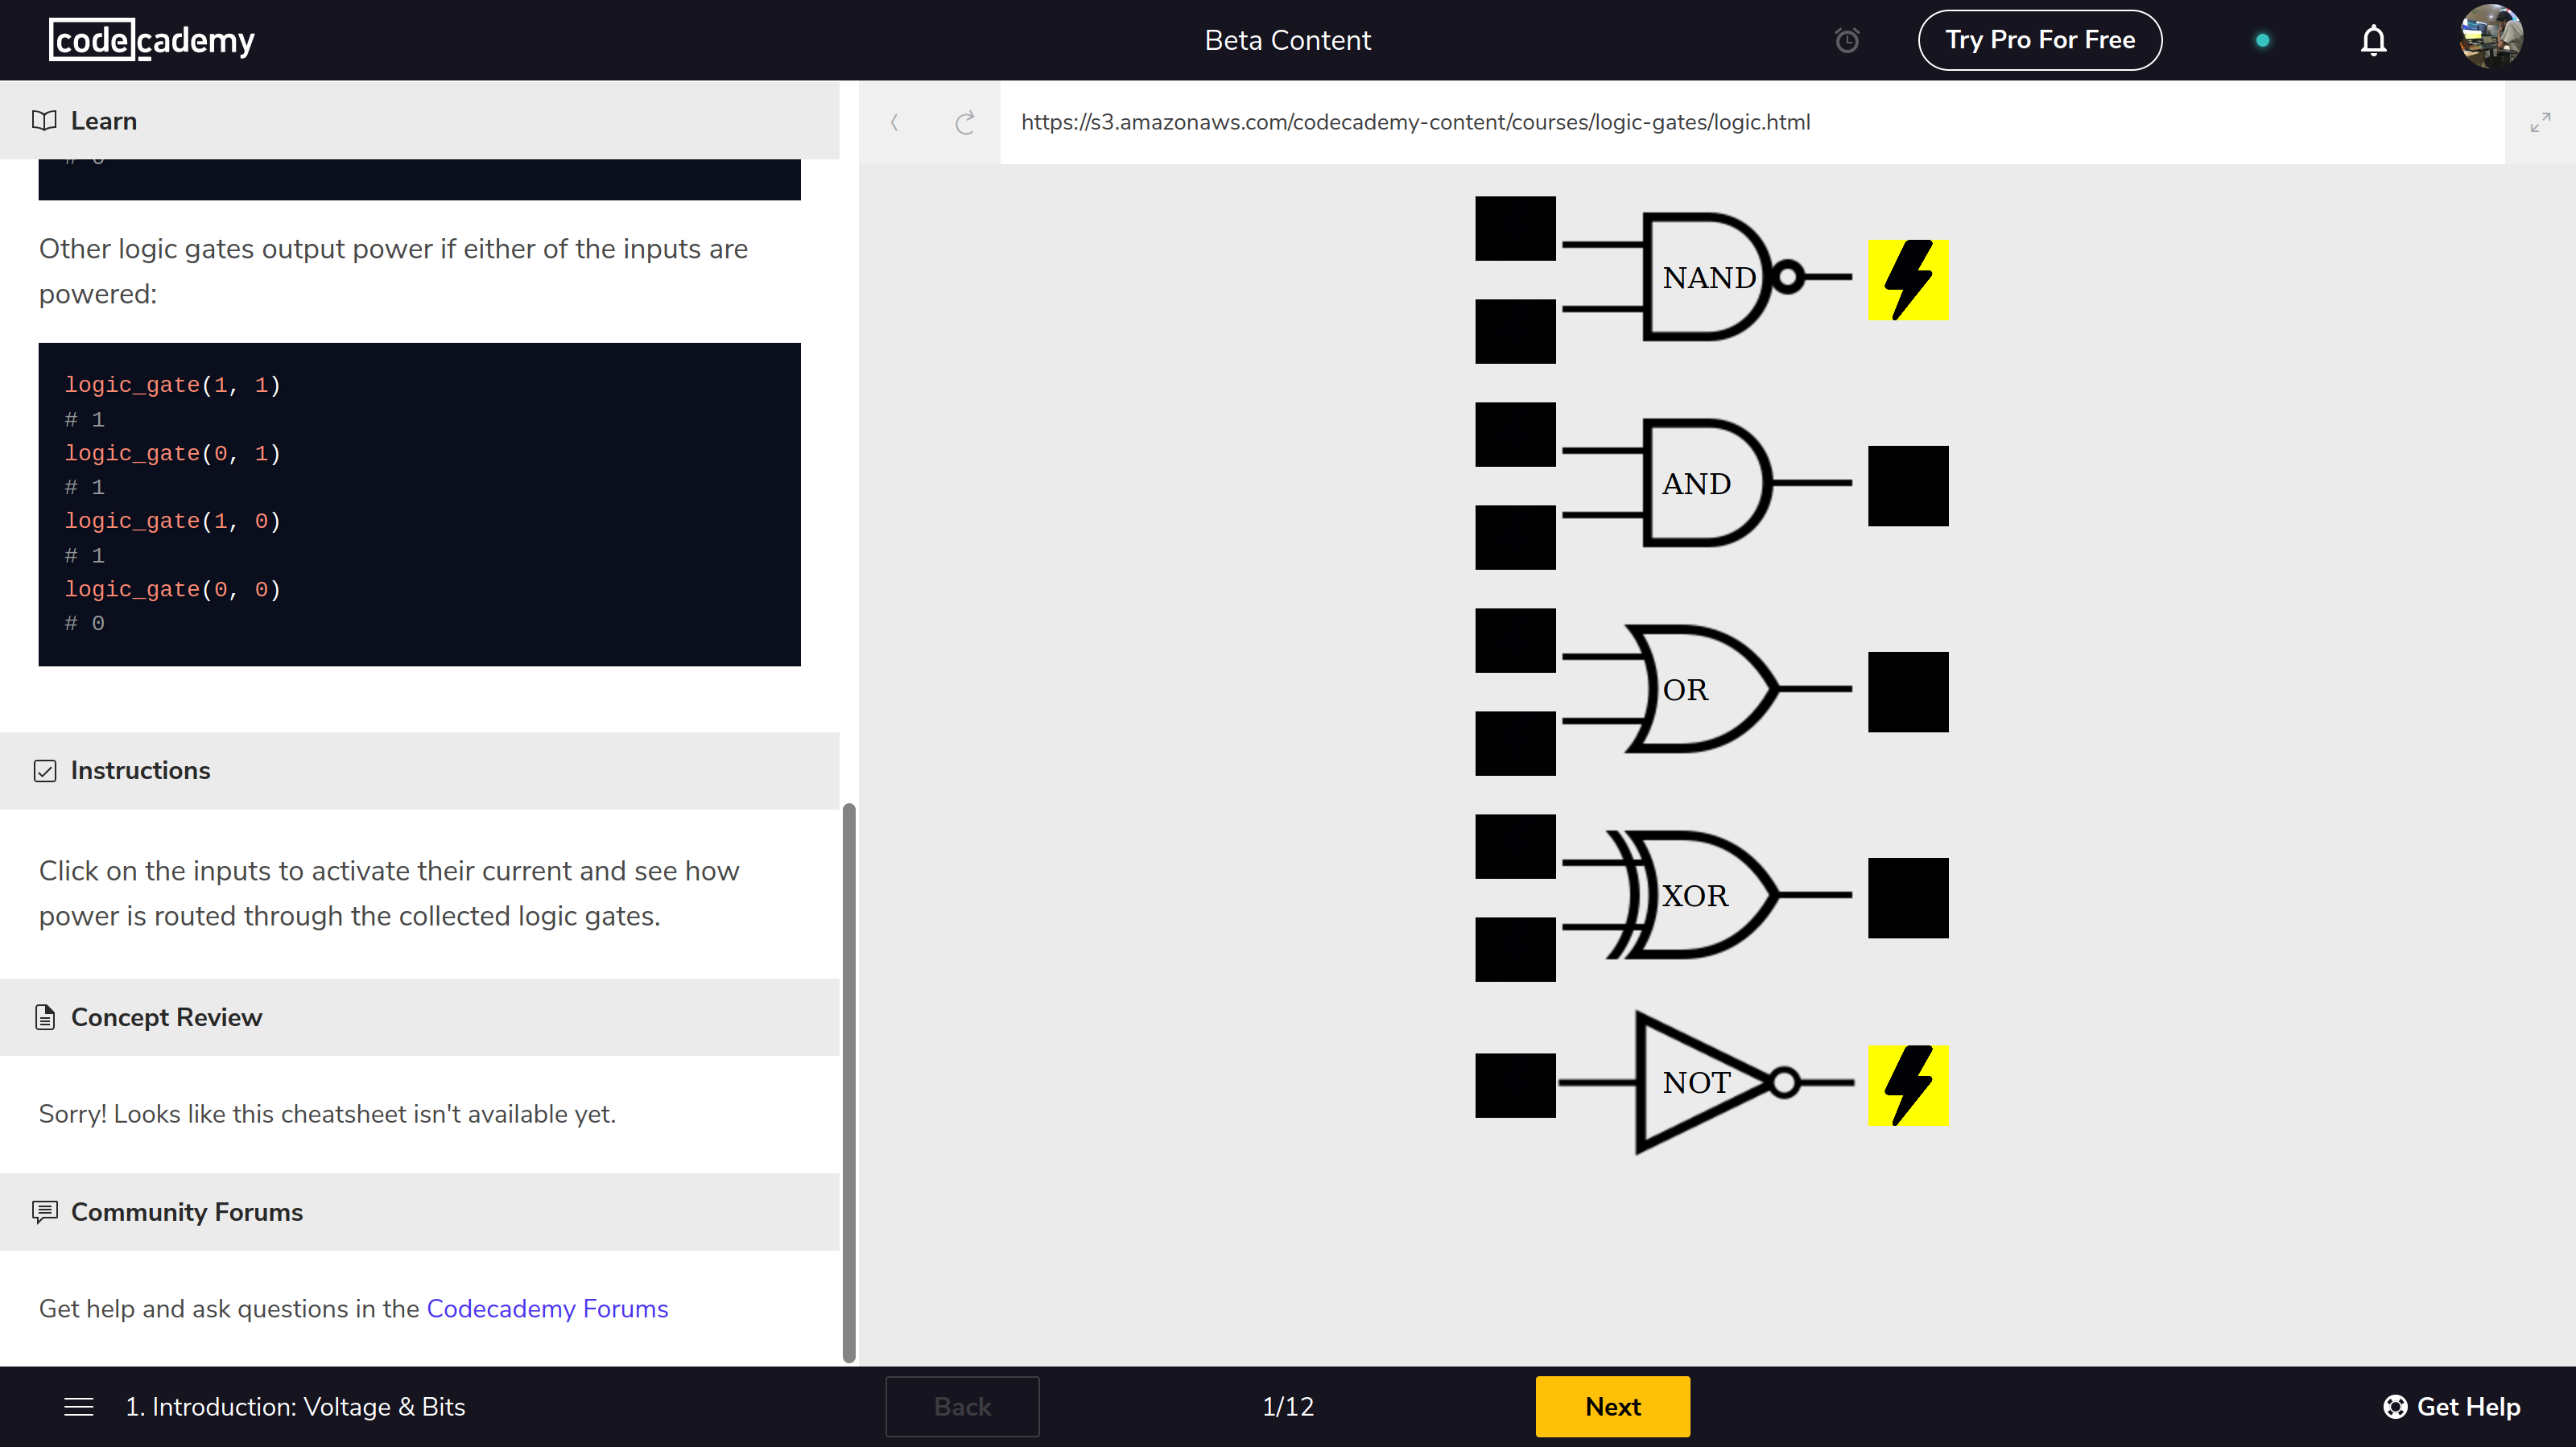 codecademy
Beta Content
Try Pro For Free
Learn
https://s3.amazonaws.com/codecademy-content/courses/logic-gates/logic.html
# 0
Other logic gates output power if either of the inputs are
powered:
logic_gate(1, 1)
# 1
logic_gate(0, 1)
# 1
logic_gate(1, 0)
# 1
logic_gate(0, 0)
# 0
Instructions
Click on the inputs to activate their current and see how
power is routed through the collected logic gates.
Concept Review
Sorry! Looks like this cheatsheet isn't available yet.
Community Forums
Get help and ask questions in the Codecademy Forums
NAND
AND
OR
XOR
NOT
1. Introduction: Voltage & Bits
Back
1/12
Next
Get Help